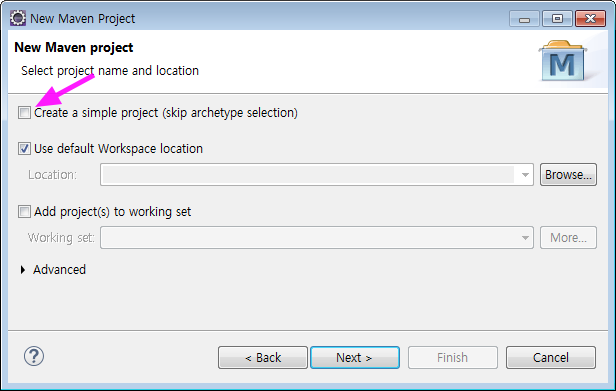 New Maven Project
New Maven project
Select project name and location
M
Create a simple project (skip archetype selection)
Use default Workspace location
Location:
Browse...
Add project(s) to working set
Working set:
More...
Advanced
?
< Back
Next >
Finish
Cancel